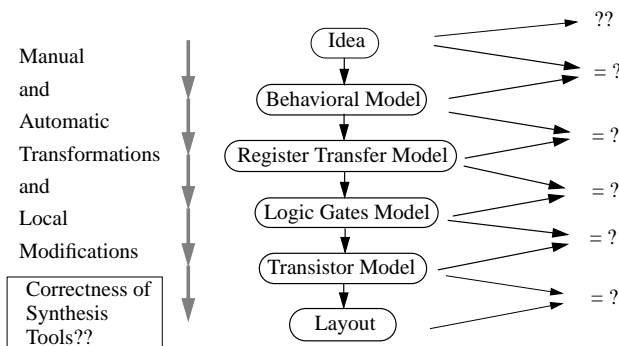 Manual
and
Automatic
Transformations
and
Local
Modifications
Correctness of
Synthesis
Tools??
Idea
Behavioral Model
Register Transfer Model
Logic Gates Model
Transistor Model
Layout
??
= ?
= ?
= ?
= ?
= ?